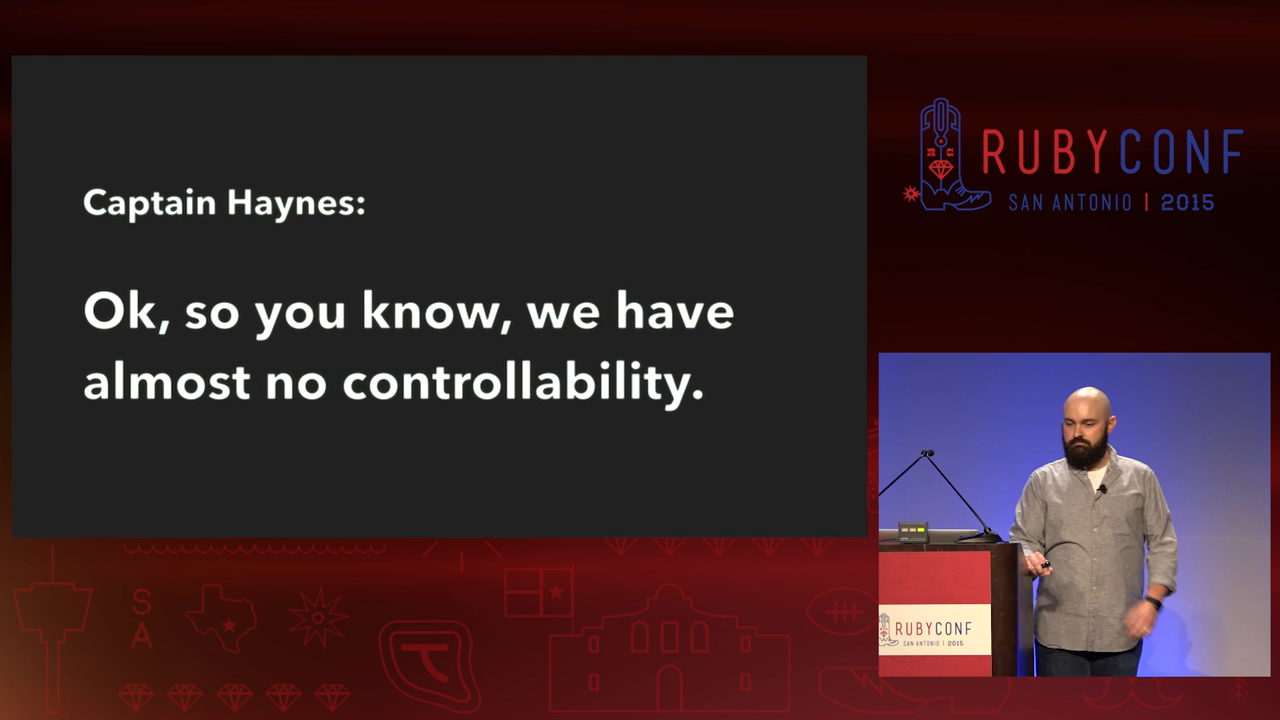 Captain Haynes:
Ok, so you know, we have
almost no controllability.
RUBYCONF
SAN ANTONIO | 2015
S
A
RUBYCONF
SAN ANTONIO | 2015